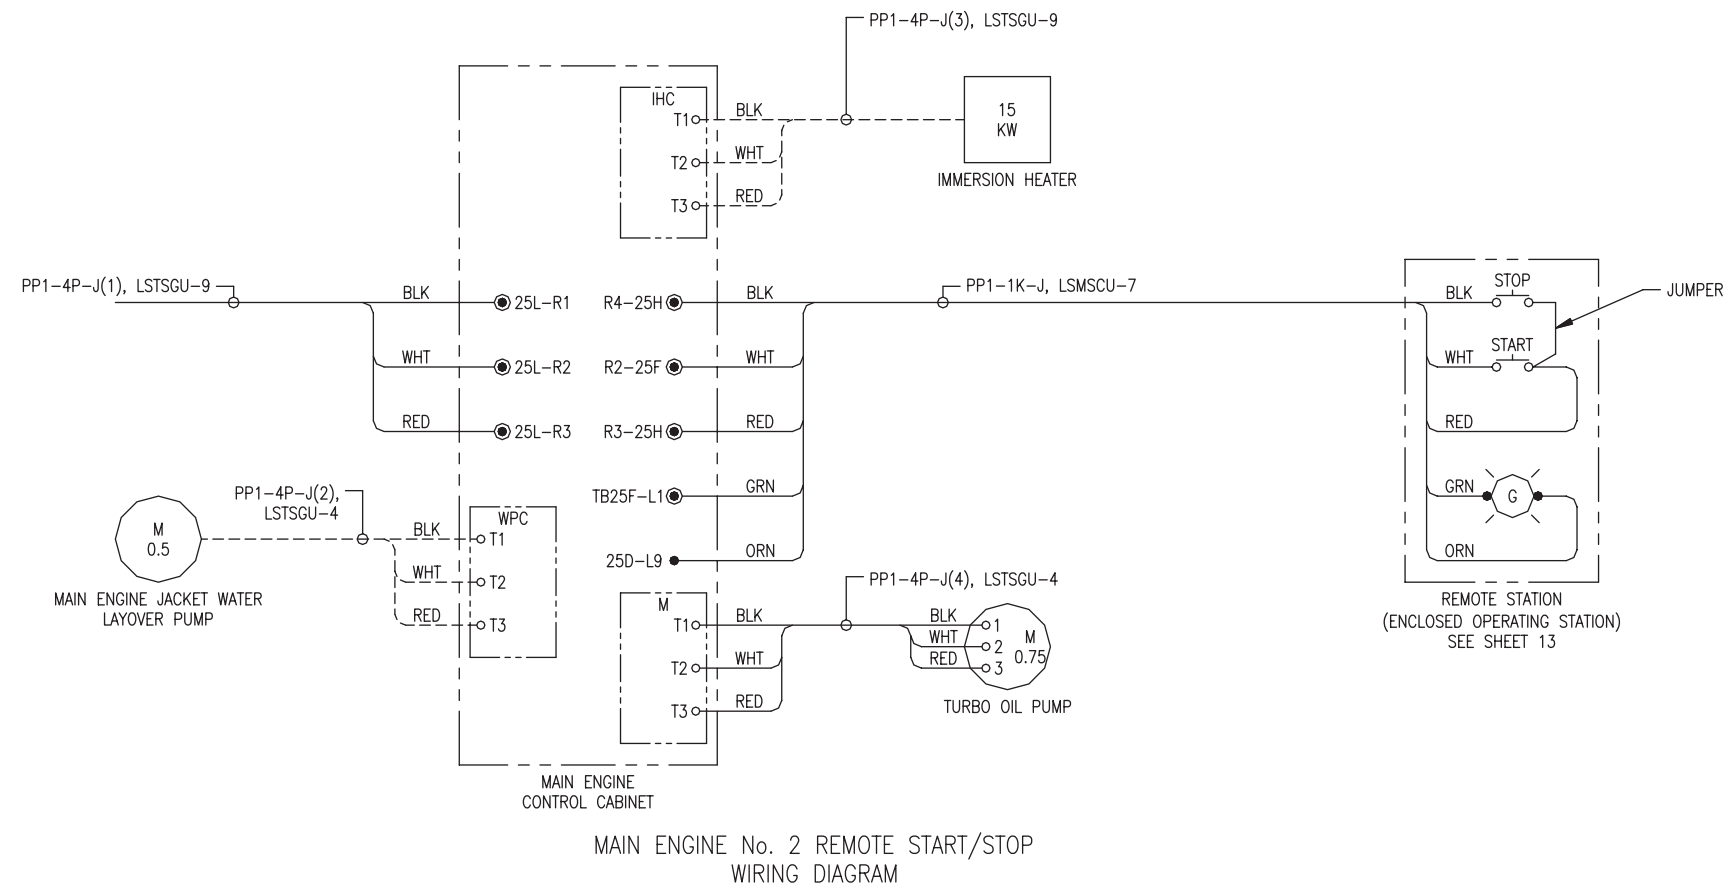 PP1-4P-J(3), LSTSGU-9
IHC
T1 BLK
T2 WHT
T3 RED
15
KW
IMMERSION HEATER
PP1-4P-J(1), LSTSGU-9
BLK 25L-R1
WHT 25L-R2
RED 25L-R3
R4-25H BLK
R2-25F WHT
R3-25H RED
TB25F-L1 GRN
25D-L9 ORN
PP1-1K-J, LSMSCU-7
BLK STOP
JUMPER
WHT START
RED
GRN G
ORN
REMOTE STATION
(ENCLOSED OPERATING STATION)
SEE SHEET 13
PP1-4P-J(2),
LSTSGU-4
M
0.5
MAIN ENGINE JACKET WATER
LAYOVER PUMP
WPC
BLK T1
WHT T2
RED T3
M
T1 BLK
T2 WHT
T3 RED
PP1-4P-J(4), LSTSGU-4
BLK 1
WHT 2
RED 3
M
0.75
TURBO OIL PUMP
MAIN ENGINE
CONTROL CABINET
MAIN ENGINE No. 2 REMOTE START/STOP
WIRING DIAGRAM